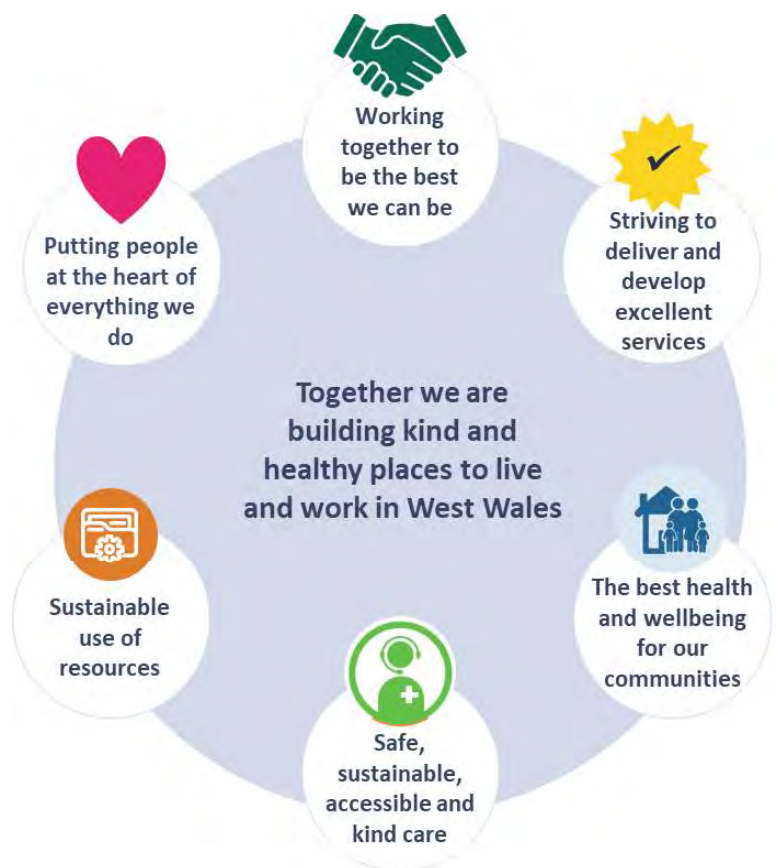 Working
together to
be the best
we can be
Striving to
deliver and
develop
excellent
services
Putting people
at the heart of
everything we
do
Together we are
building kind and
healthy places to live
and work in West Wales
The best health
and wellbeing
for our
communities
Sustainable
use of
resources
Safe,
sustainable,
accessible and
kind care